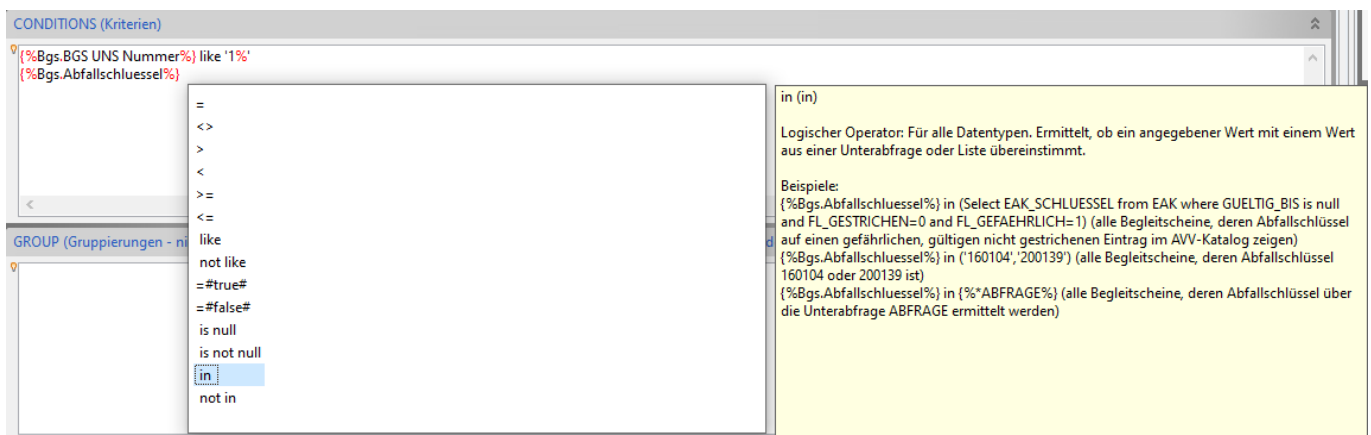 CONDITIONS (Kriterien)
{%Bgs.BGS UNS Nummer%} like '1%'
{%Bgs.Abfallschluessel%}
=
<>
>
<
>=
<=
like
not like
=#true#
=#false#
is null
is not null
in
not in
in (in)
Logischer Operator: Für alle Datentypen. Ermittelt, ob ein angegebener Wert mit einem Wert
aus einer Unterabfrage oder Liste übereinstimmt.
Beispiele:
{%Bgs.Abfallschluessel%} in (Select EAK_SCHLUESSEL from EAK where GUELTIG_BIS is null
and FL_GESTRICHEN=0 and FL_GEFAEHRLICH=1) (alle Begleitscheine, deren Abfallschlüssel
auf einen gefährlichen, gültigen nicht gestrichenen Eintrag im AVV-Katalog zeigen)
{%Bgs.Abfallschluessel%} in ('160104','200139') (alle Begleitscheine, deren Abfallschlüssel
160104 oder 200139 ist)
{%Bgs.Abfallschluessel%} in {%*ABFRAGE%} (alle Begleitscheine, deren Abfallschlüssel über
die Unterabfrage ABFRAGE ermittelt werden)
GROUP (Gruppierungen - ni